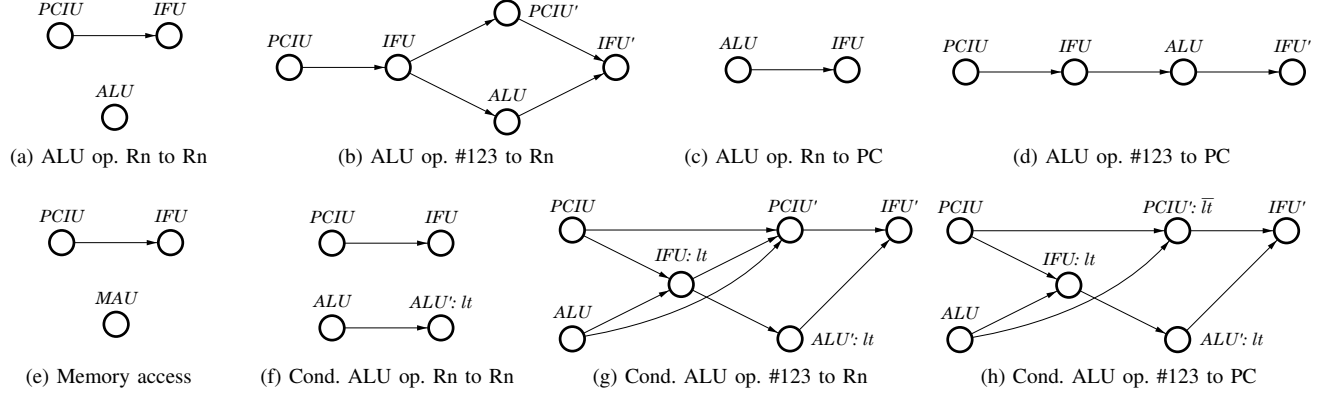 PCIU IFU
ALU
(a) ALU op. Rn to Rn
PCIU IFU PCIU' IFU'
ALU
(b) ALU op. #123 to Rn
ALU IFU
(c) ALU op. Rn to PC
PCIU IFU ALU IFU'
(d) ALU op. #123 to PC
PCIU IFU
MAU
(e) Memory access
PCIU IFU
ALU ALU': lt
(f) Cond. ALU op. Rn to Rn
PCIU PCIU' IFU'
IFU: lt
ALU ALU': lt
(g) Cond. ALU op. #123 to Rn
PCIU PCIU': l̅t̅ IFU'
IFU: lt
ALU ALU': lt
(h) Cond. ALU op. #123 to PC